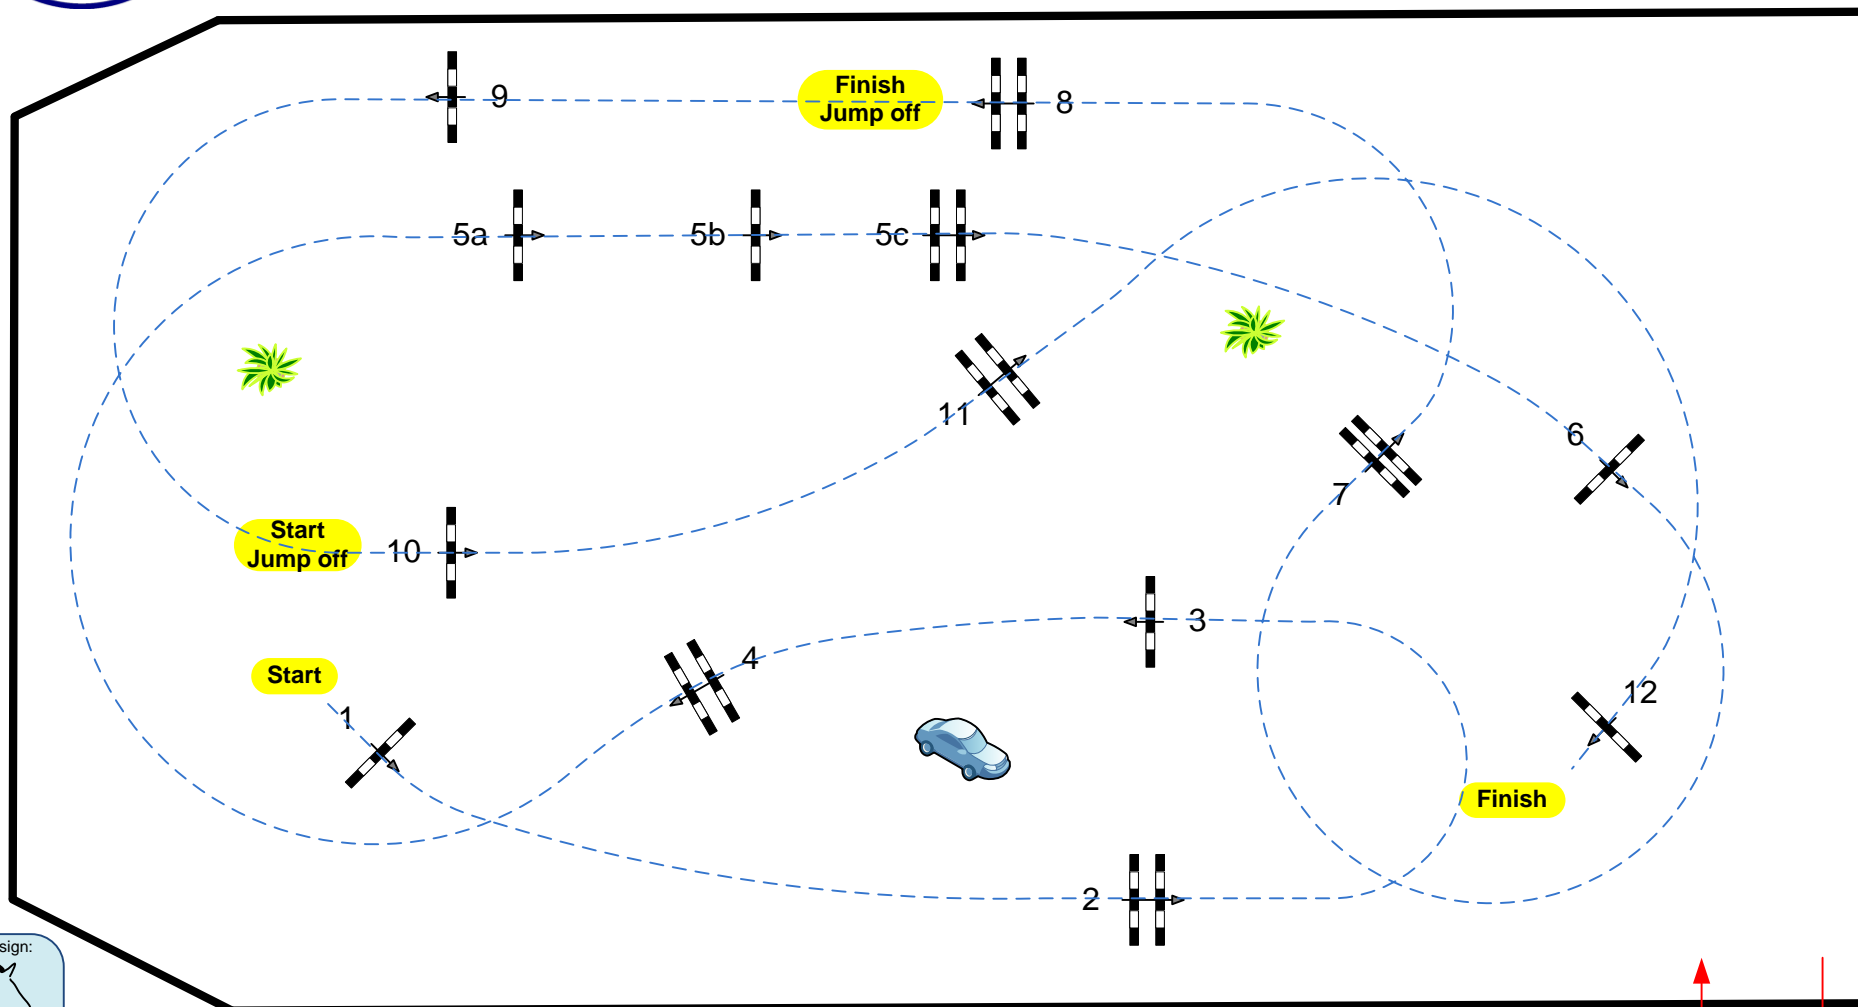 9
Finish
Jump off
8
5a
5b
5c
11
6
7
Start
Jump off
10
3
4
Start
1
12
Finish
2
sign: